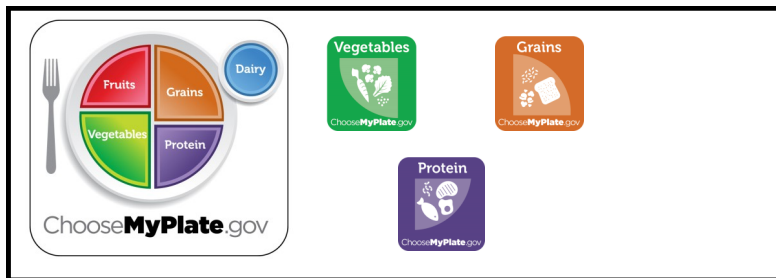 Fruits
Grains
Dairy
Vegetables
Protein
ChooseMyPlate.gov
Vegetables
ChooseMyPlate.gov
Grains
ChooseMyPlate.gov
Protein
ChooseMyPlate.gov